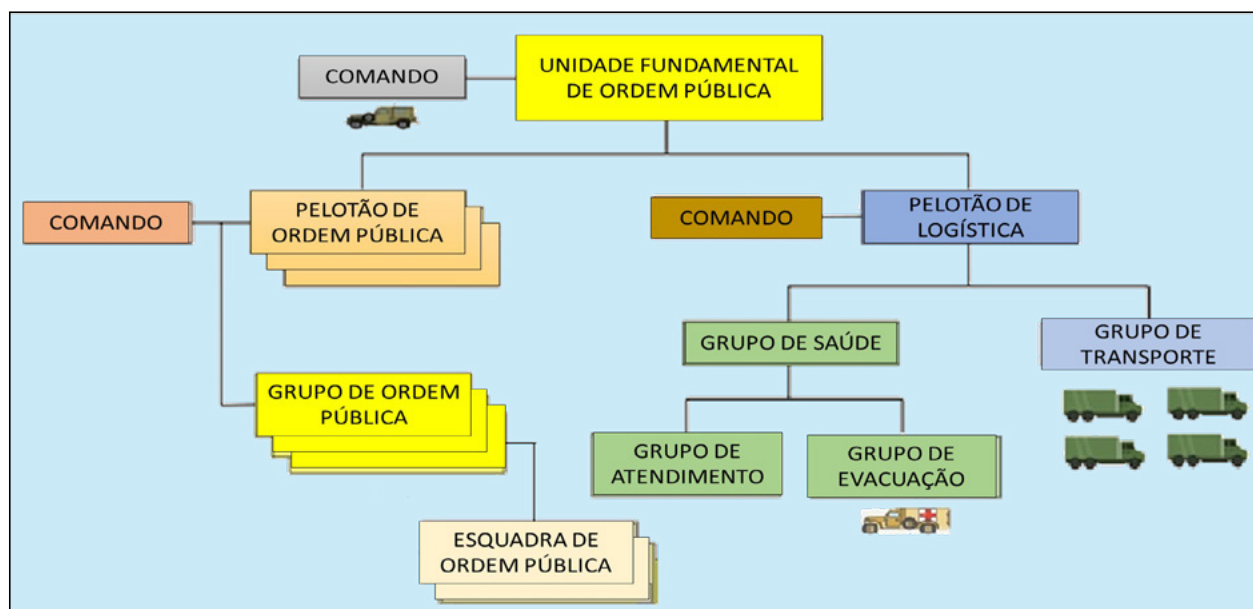 UNIDADE FUNDAMENTAL
DE ORDEM PÚBLICA
COMANDO
COMANDO
PELOTÃO DE
ORDEM PÚBLICA
COMANDO
PELOTÃO DE
LOGÍSTICA
GRUPO DE SAÚDE
GRUPO DE
TRANSPORTE
GRUPO DE ORDEM
PÚBLICA
GRUPO DE
ATENDIMENTO
GRUPO DE
EVACUAÇÃO
ESQUADRA DE
ORDEM PÚBLICA